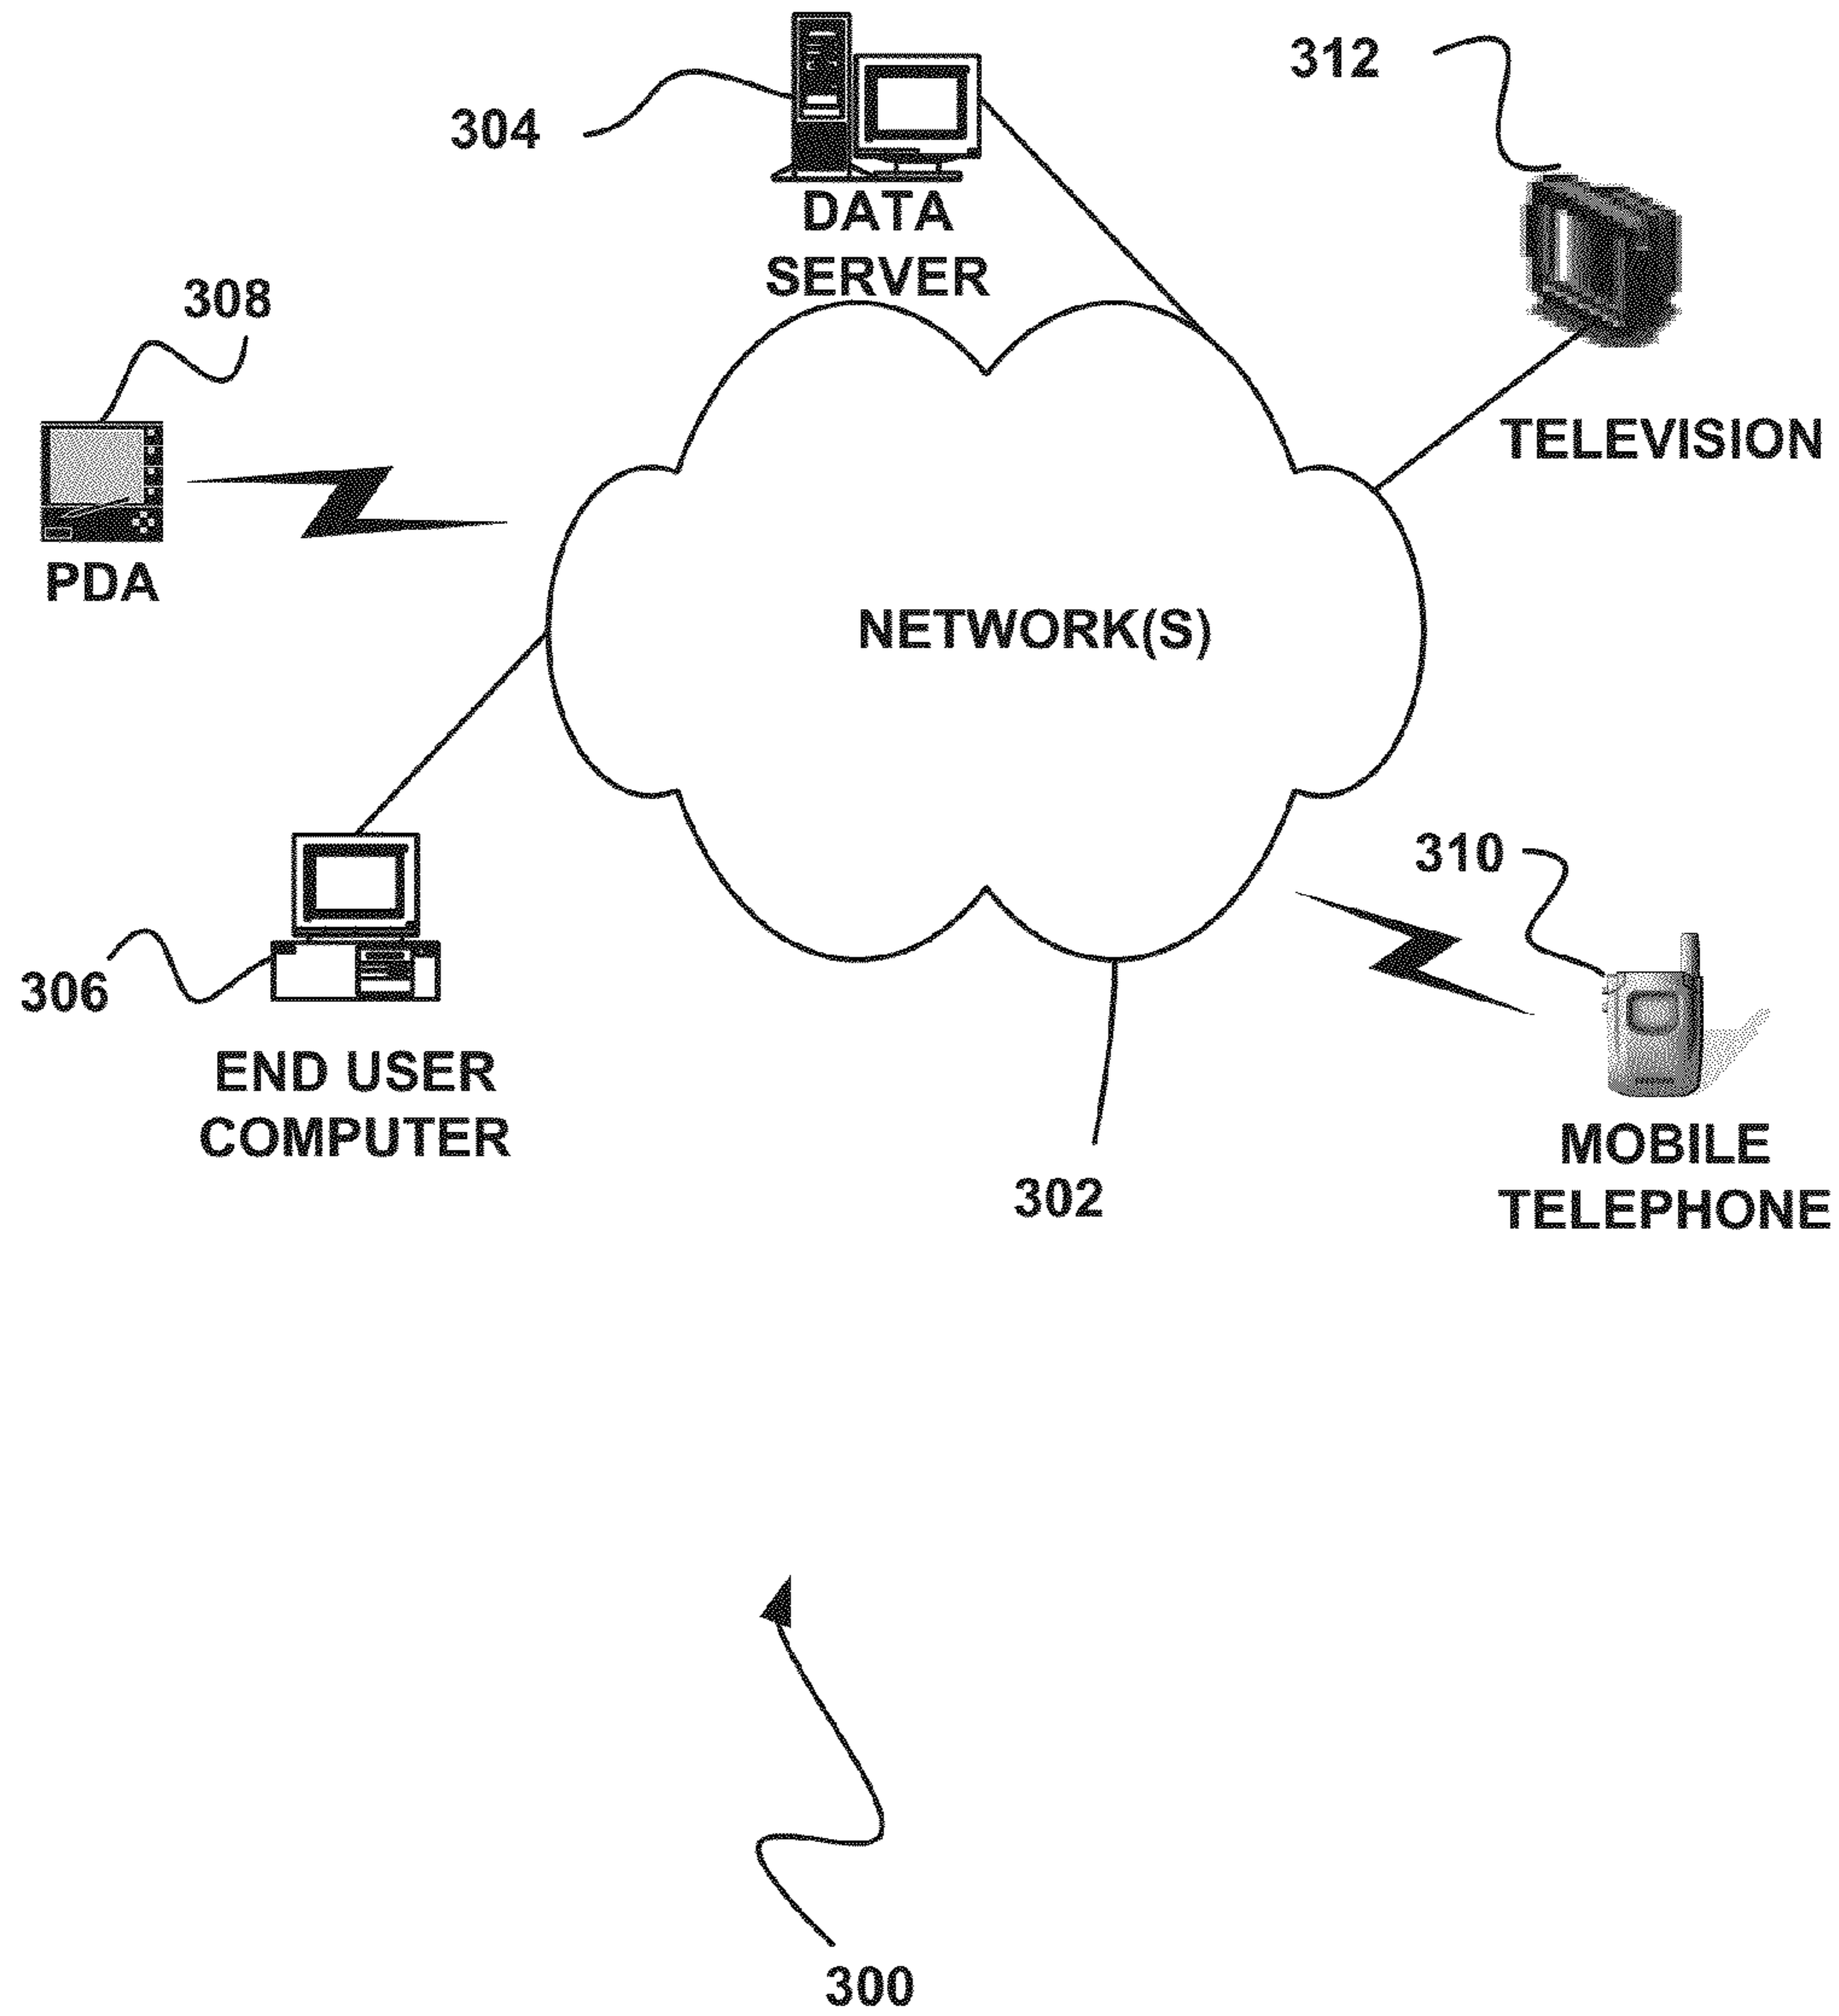 312
304
DATA
SERVER
308
TELEVISION
PDA
NETWORK(S)
310
306
END USER
COMPUTER
MOBILE
TELEPHONE
302
300